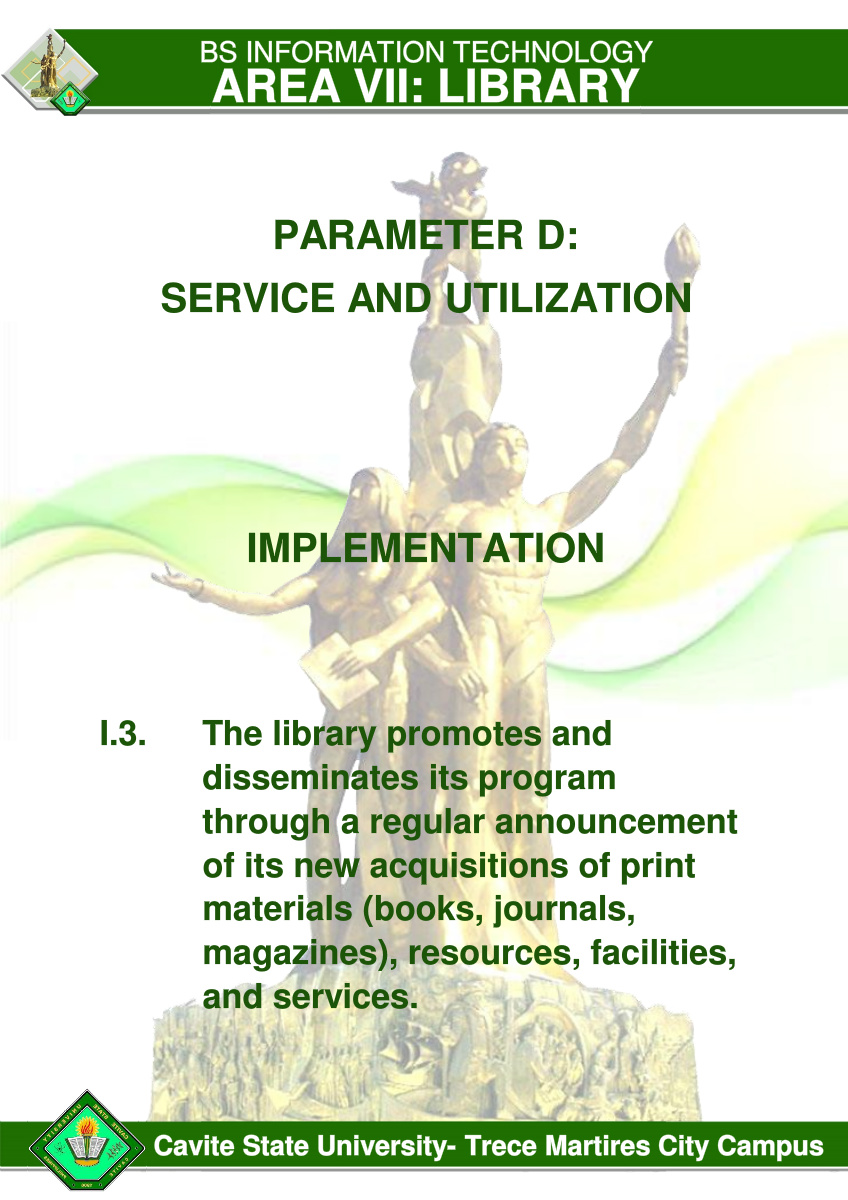 BS INFORMATION TECHNOLOGY
AREA VII: LIBRARY
PARAMETER D:
SERVICE AND UTILIZATION
IMPLEMENTATION
I.3. The library promotes and
disseminates its program
through a regular announcement
of its new acquisitions of print
materials (books, journals,
magazines), resources, facilities,
and services.
Cavite State University- Trece Martires City Campus